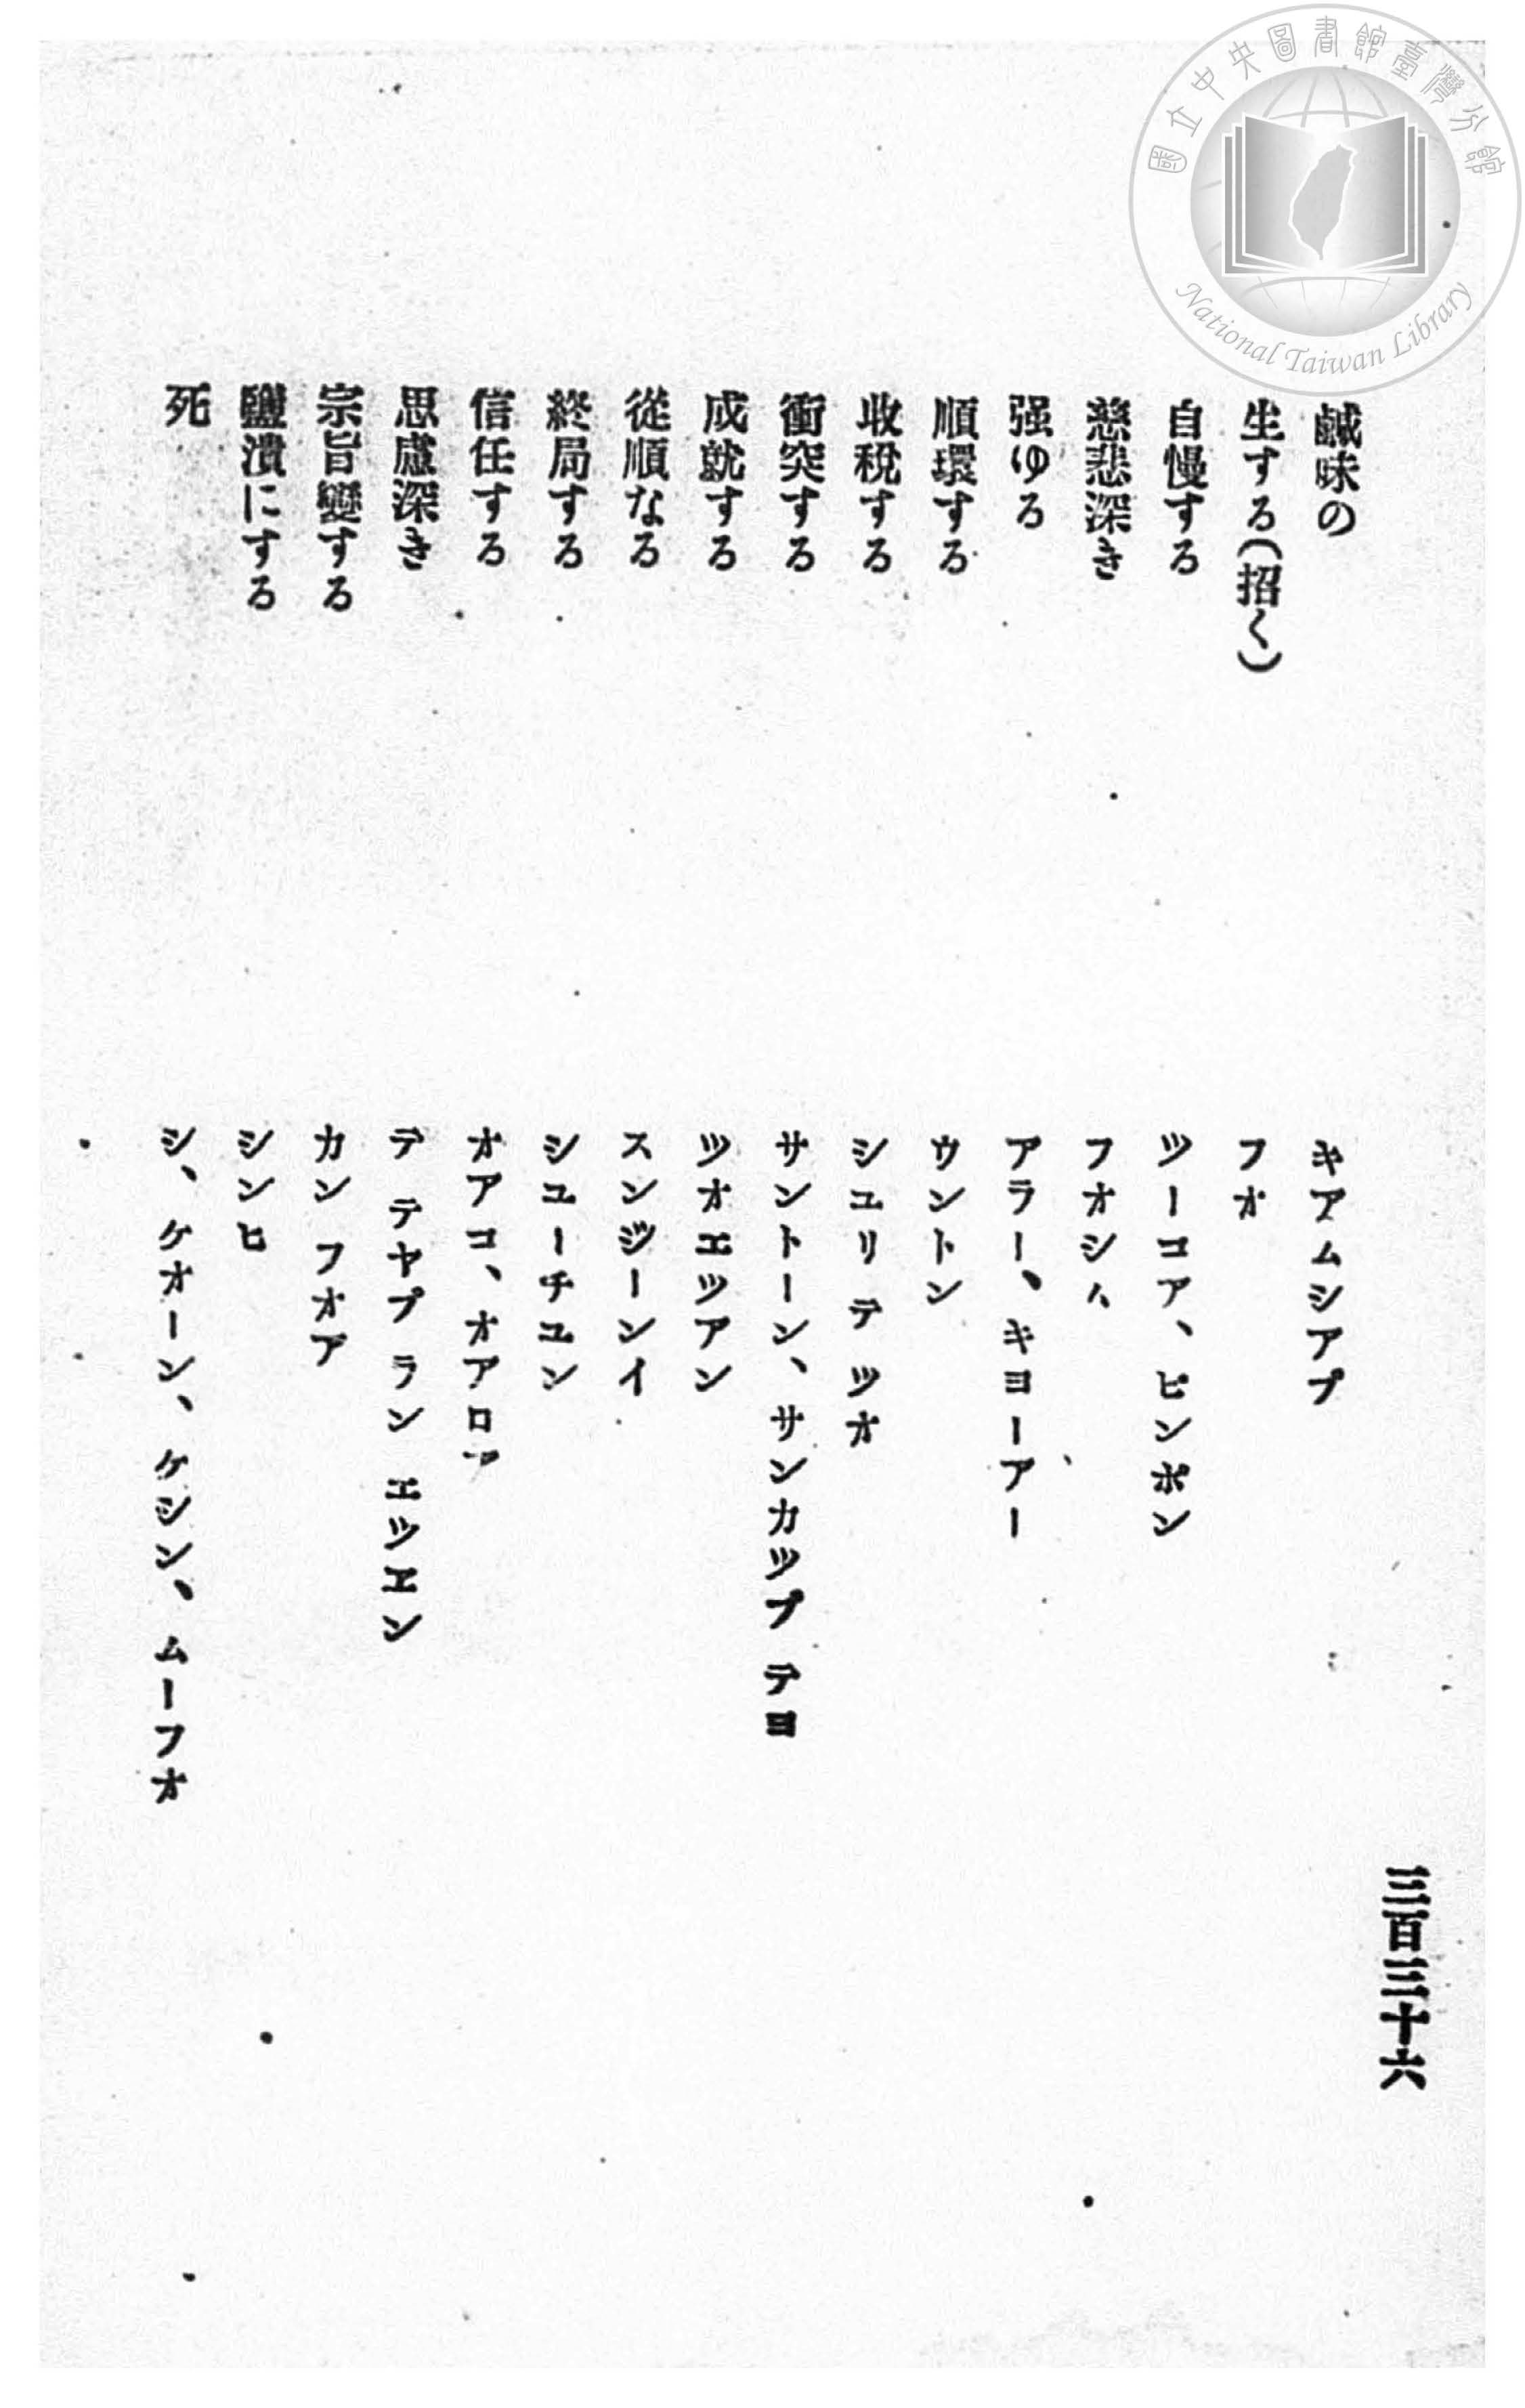 國立中央圖書館臺灣分館
National Taiwan Library
三百三十六
鹹味の　キアムシアプ
生する(招く)　フオ
自慢する　ツーコア、ピンポン
慈悲深き　フオシム
强ゆる　アラー、キヨーアー
順環する　ウントン
收税する　シユリ テ ツオ
衝突する　サントーン、サンカツプ テヨ
成就する　ツオエツアン
從順なる　スンジーンイ
終局する　シユーチユン
信任する　オアコ、オアロア
思慮深き　テ テヤプ ラン エツエン
宗旨變する　カン フオア
鹽漬にする　シンヒ
死　シ、ケオーン、ケシン、ムーフオ